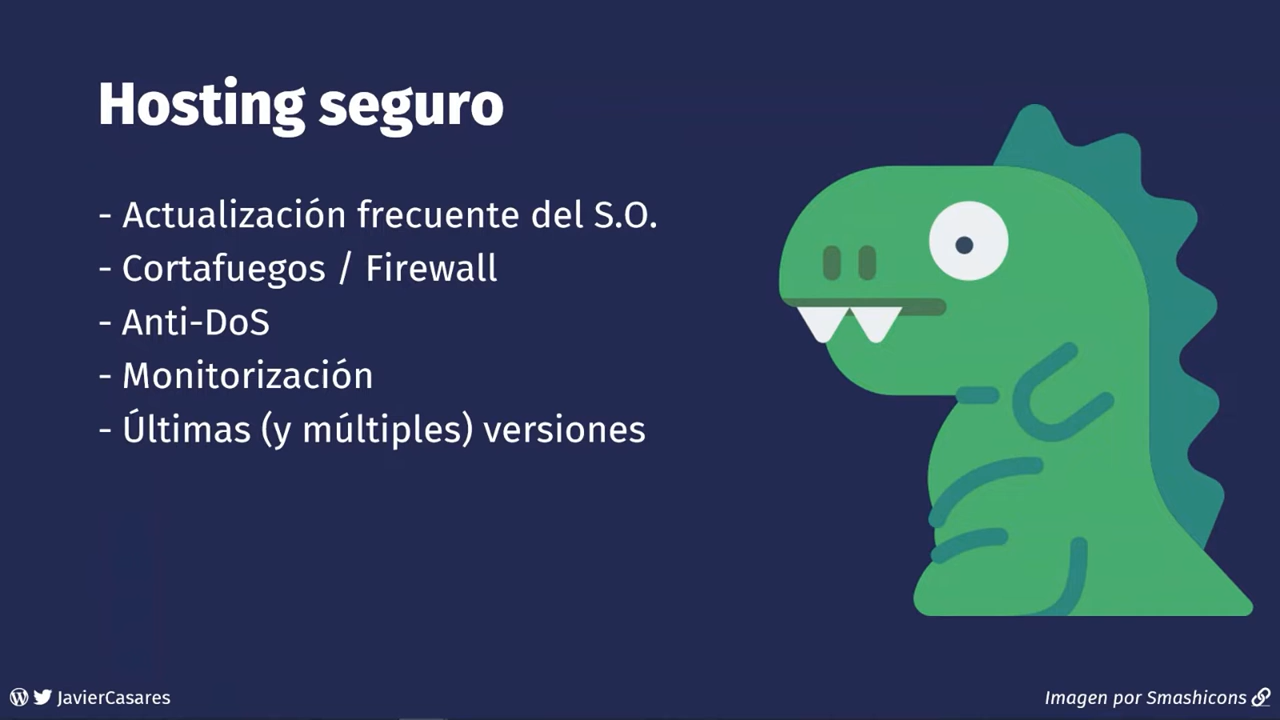 Hosting seguro
- Actualización frecuente del S.O.
- Cortafuegos / Firewall
- Anti-DoS
- Monitorización
- Últimas (y múltiples) versiones
JavierCasares
Imagen por Smashicons